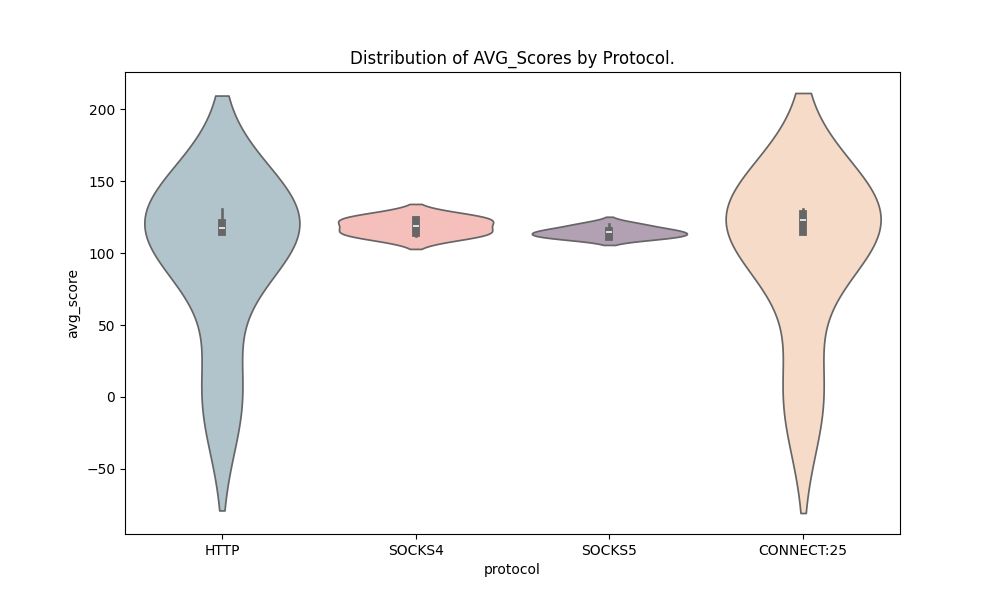 Distribution of AVG_Scores by Protocol.
avg_score
200
150
100
50
0
−50
HTTP
SOCKS4
SOCKS5
CONNECT:25
protocol